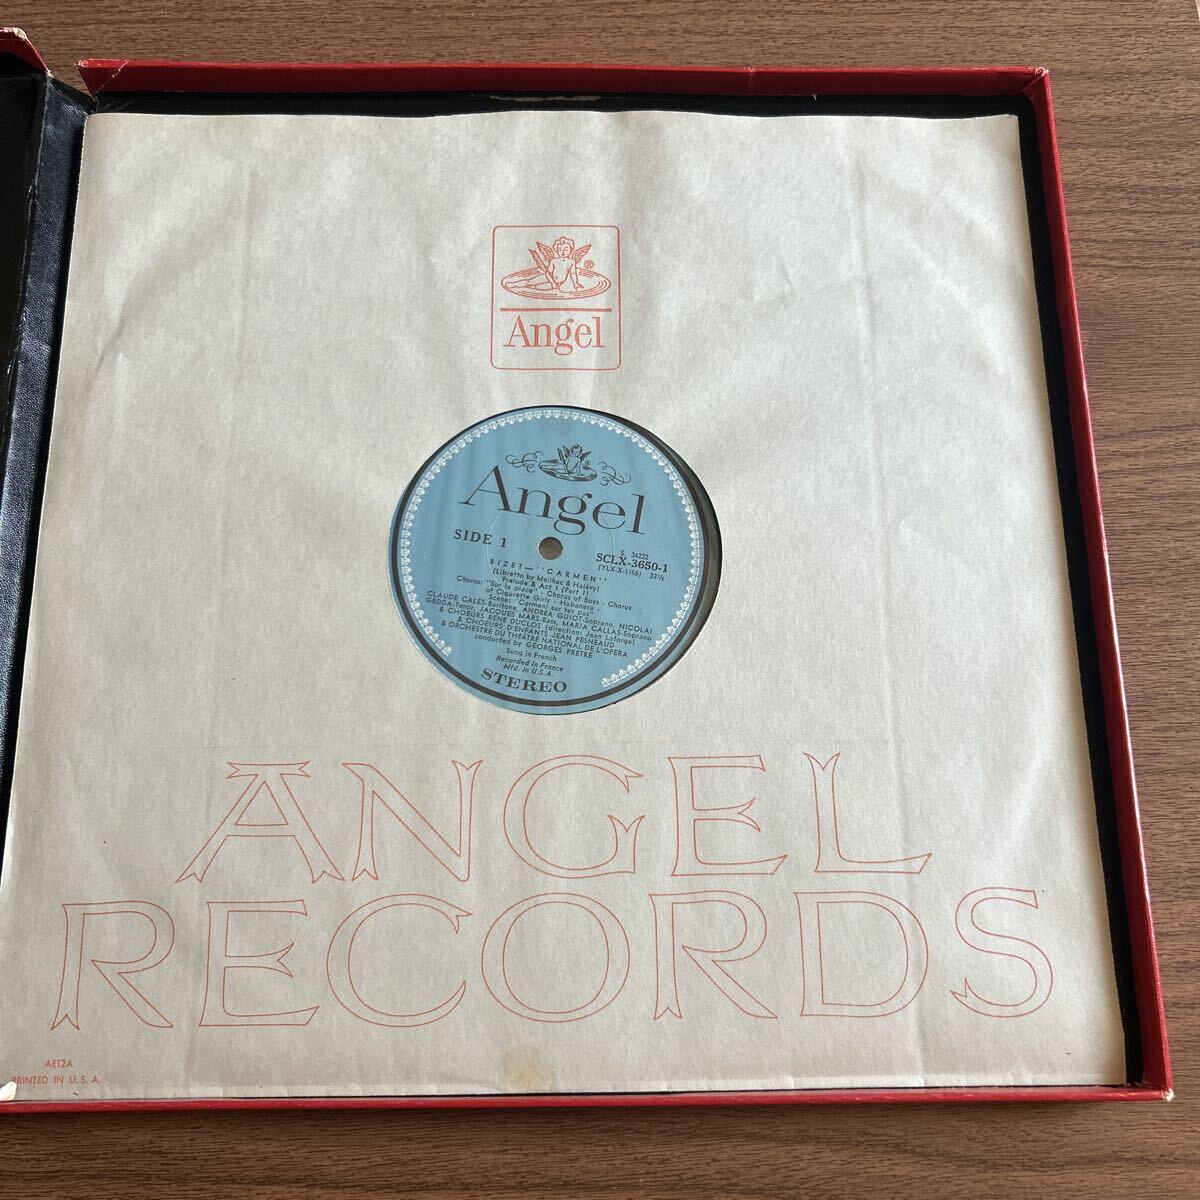 ®
Angel
Angel
SIDE 1
S. 36222
SCLX-3650-1
(YLX-X-1156) 33⅓
BIZET—"CARMEN"
(Libretto by Meilhac & Halévy)
Prelude & Act I (Part I)
Chorus: "Sur la place" - Chorus of Boys - Chorus
of Cigarette Girls - Habanera -
Scene: "Carmen! sur tes pas"
CLAUDE CALES-Baritone, ANDREA GUIOT-Soprano, NICOLAI
GEDDA-Tenor, JACQUES MARS-Bass, MARIA CALLAS-Soprano
& CHOEURS RENÉ DUCLOS (direction: Jean Laforge)
& CHOEURS D'ENFANTS JEAN PESNEAUD
& ORCHESTRE DU THÉATRE NATIONAL DE L'OPÉRA
conducted by GEORGES PRETRE
Sung in French
Recorded in France
Mfd. in U.S.A.
STEREO
ANGEL
RECORDS
AE12A
PRINTED IN U. S. A.